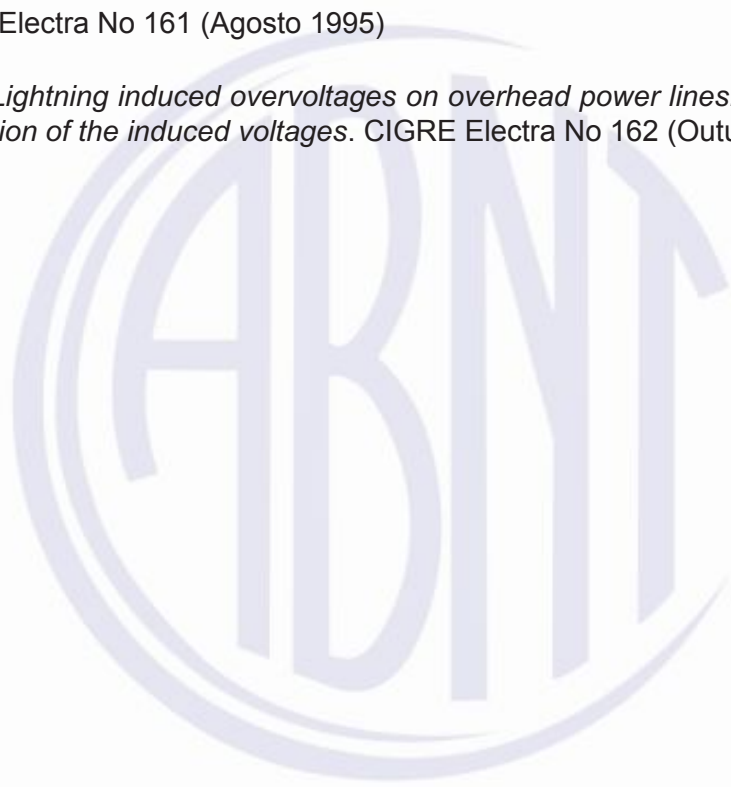 Electra No 161 (Agosto 1995)
Lightning induced overvoltages on overhead power lines.
ion of the induced voltages. CIGRE Electra No 162 (Outu
ABNT